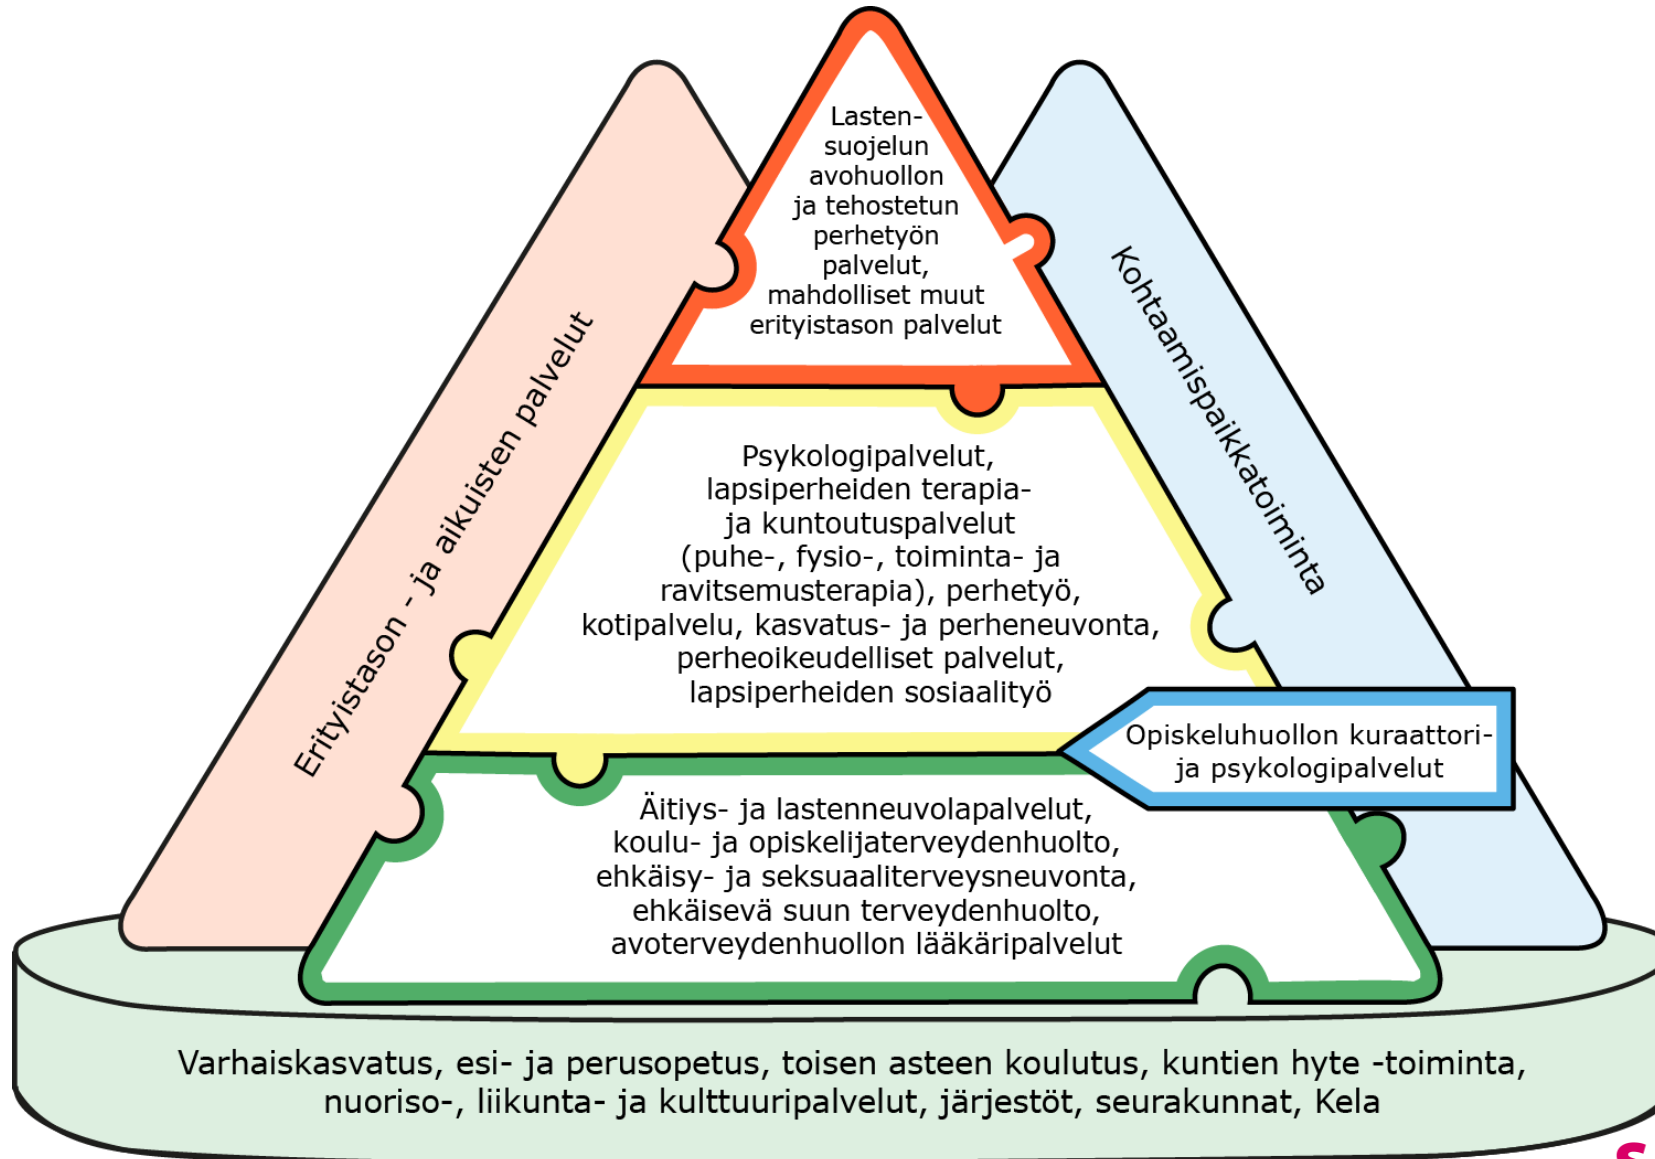 Lasten-
suojelun
avohuollon
ja tehostetun
perhetyön
palvelut,
mahdolliset muut
erityistason palvelut
Erityistason - ja aikuisten palvelut
Kohtaamispaikkatoiminta
Psykologipalvelut,
lapsiperheiden terapia-
ja kuntoutuspalvelut
(puhe-, fysio-, toiminta- ja
ravitsemusterapia), perhetyö,
kotipalvelu, kasvatus- ja perheneuvonta,
perheoikeudelliset palvelut,
lapsiperheiden sosiaalityö
Opiskeluhuollon kuraattori-
ja psykologipalvelut
Äitiys- ja lastenneuvolapalvelut,
koulu- ja opiskelijaterveydenhuolto,
ehkäisy- ja seksuaaliterveysneuvonta,
ehkäisevä suun terveydenhuolto,
avoterveydenhuollon lääkäripalvelut
Varhaiskasvatus, esi- ja perusopetus, toisen asteen koulutus, kuntien hyte -toiminta,
nuoriso-, liikunta- ja kulttuuripalvelut, järjestöt, seurakunnat, Kela